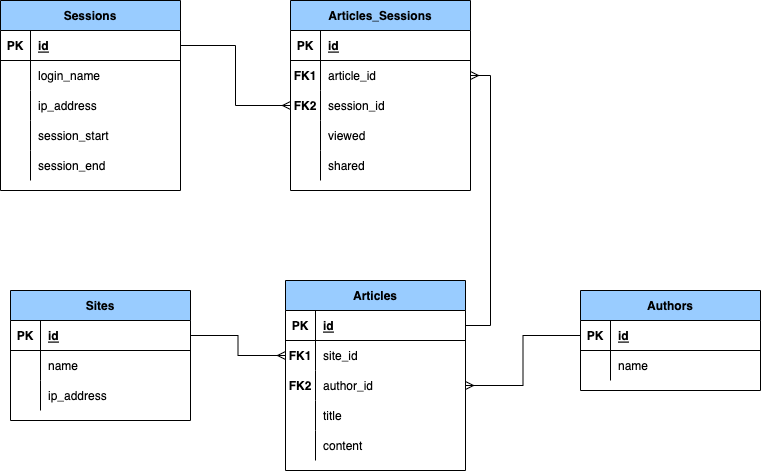 Sessions
PK id
login_name
ip_address
session_start
session_end
Articles_Sessions
PK id
FK1 article_id
FK2 session_id
viewed
shared
Sites
PK id
name
ip_address
Articles
PK id
FK1 site_id
FK2 author_id
title
content
Authors
PK id
name